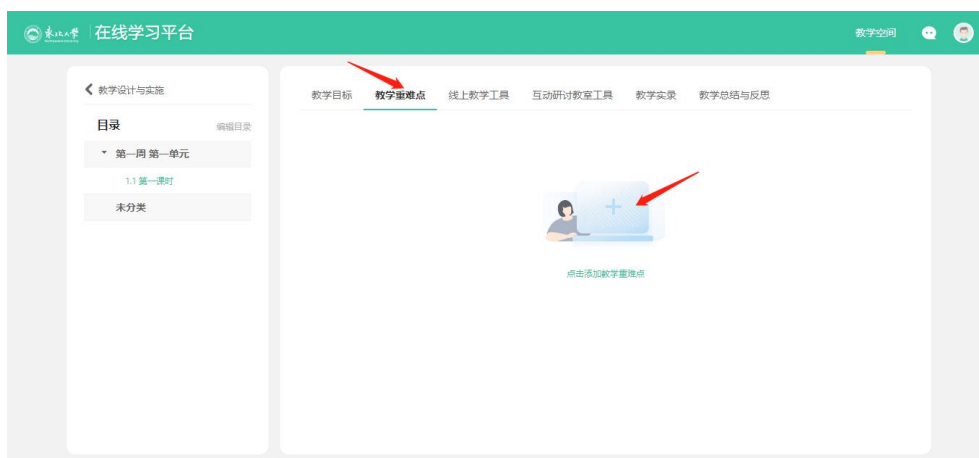 东北大学 在线学习平台 教学空间
教学设计与实施
目录 编辑目录
第一周 第一单元
1.1 第一课时
未分类
教学目标 教学重难点 线上教学工具 互动研讨教室工具 教学实录 教学总结与反思
点击添加教学重难点